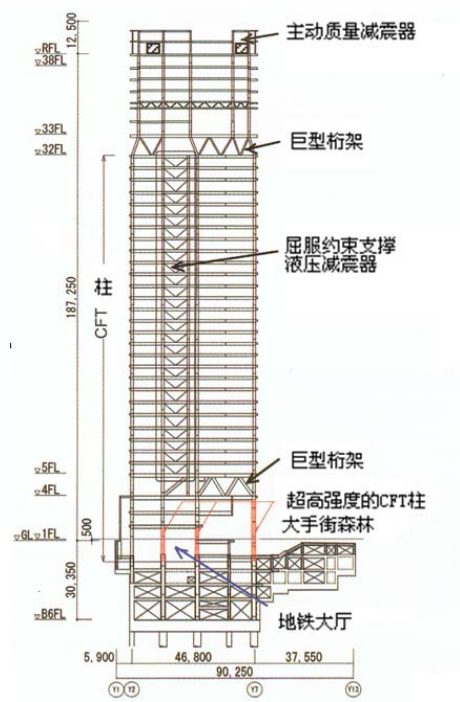 12,500
主动质量减震器
RFL
38FL
33FL
巨型桁架
32FL
屈服约束支撑
液压减震器
187,250
CFT 柱
巨型桁架
5FL
4FL
超高强度的CFT柱
大手街森林
500
GL 1FL
30,350
B6FL
地铁大厅
5,900
46,800
37,550
90,250
Y1
Y2
Y7
Y13